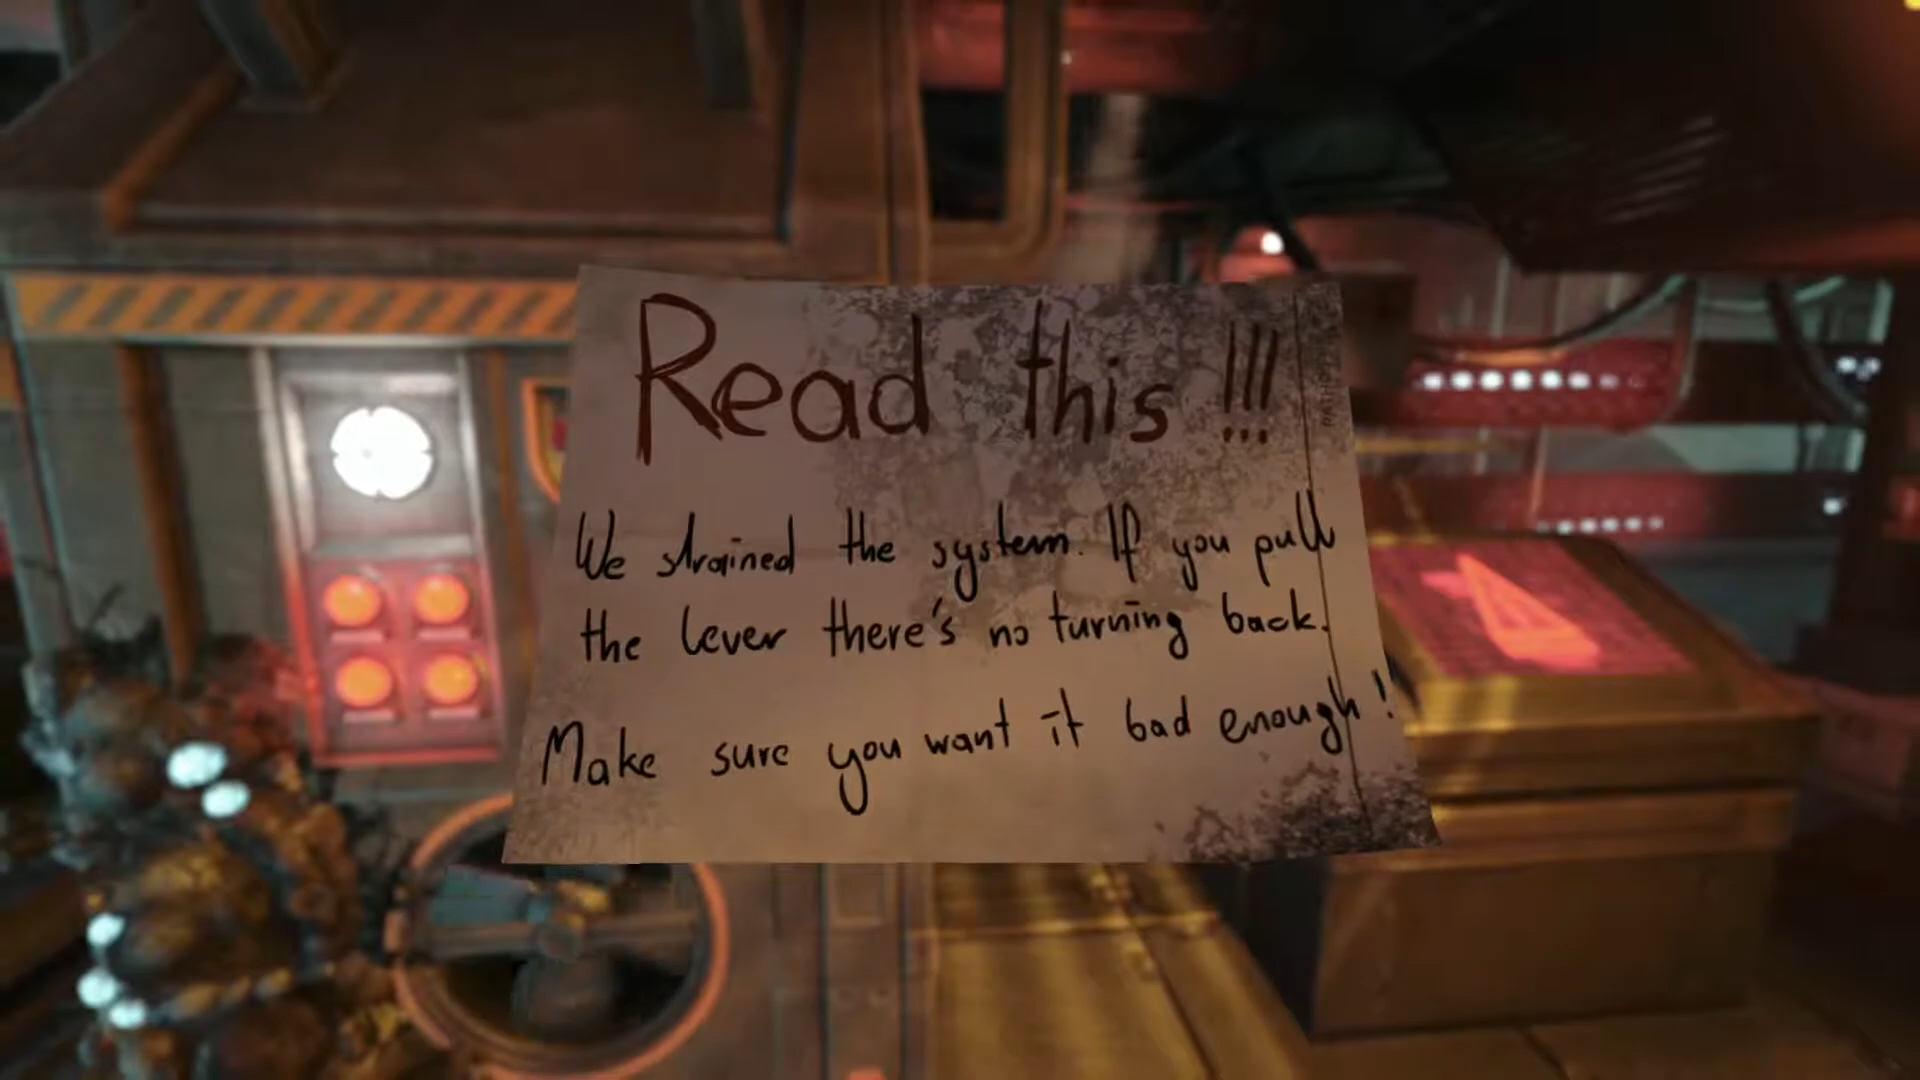 Read this!!!
We strained the system. If you pull
the lever there's no turning back.
Make sure you want it bad enough!